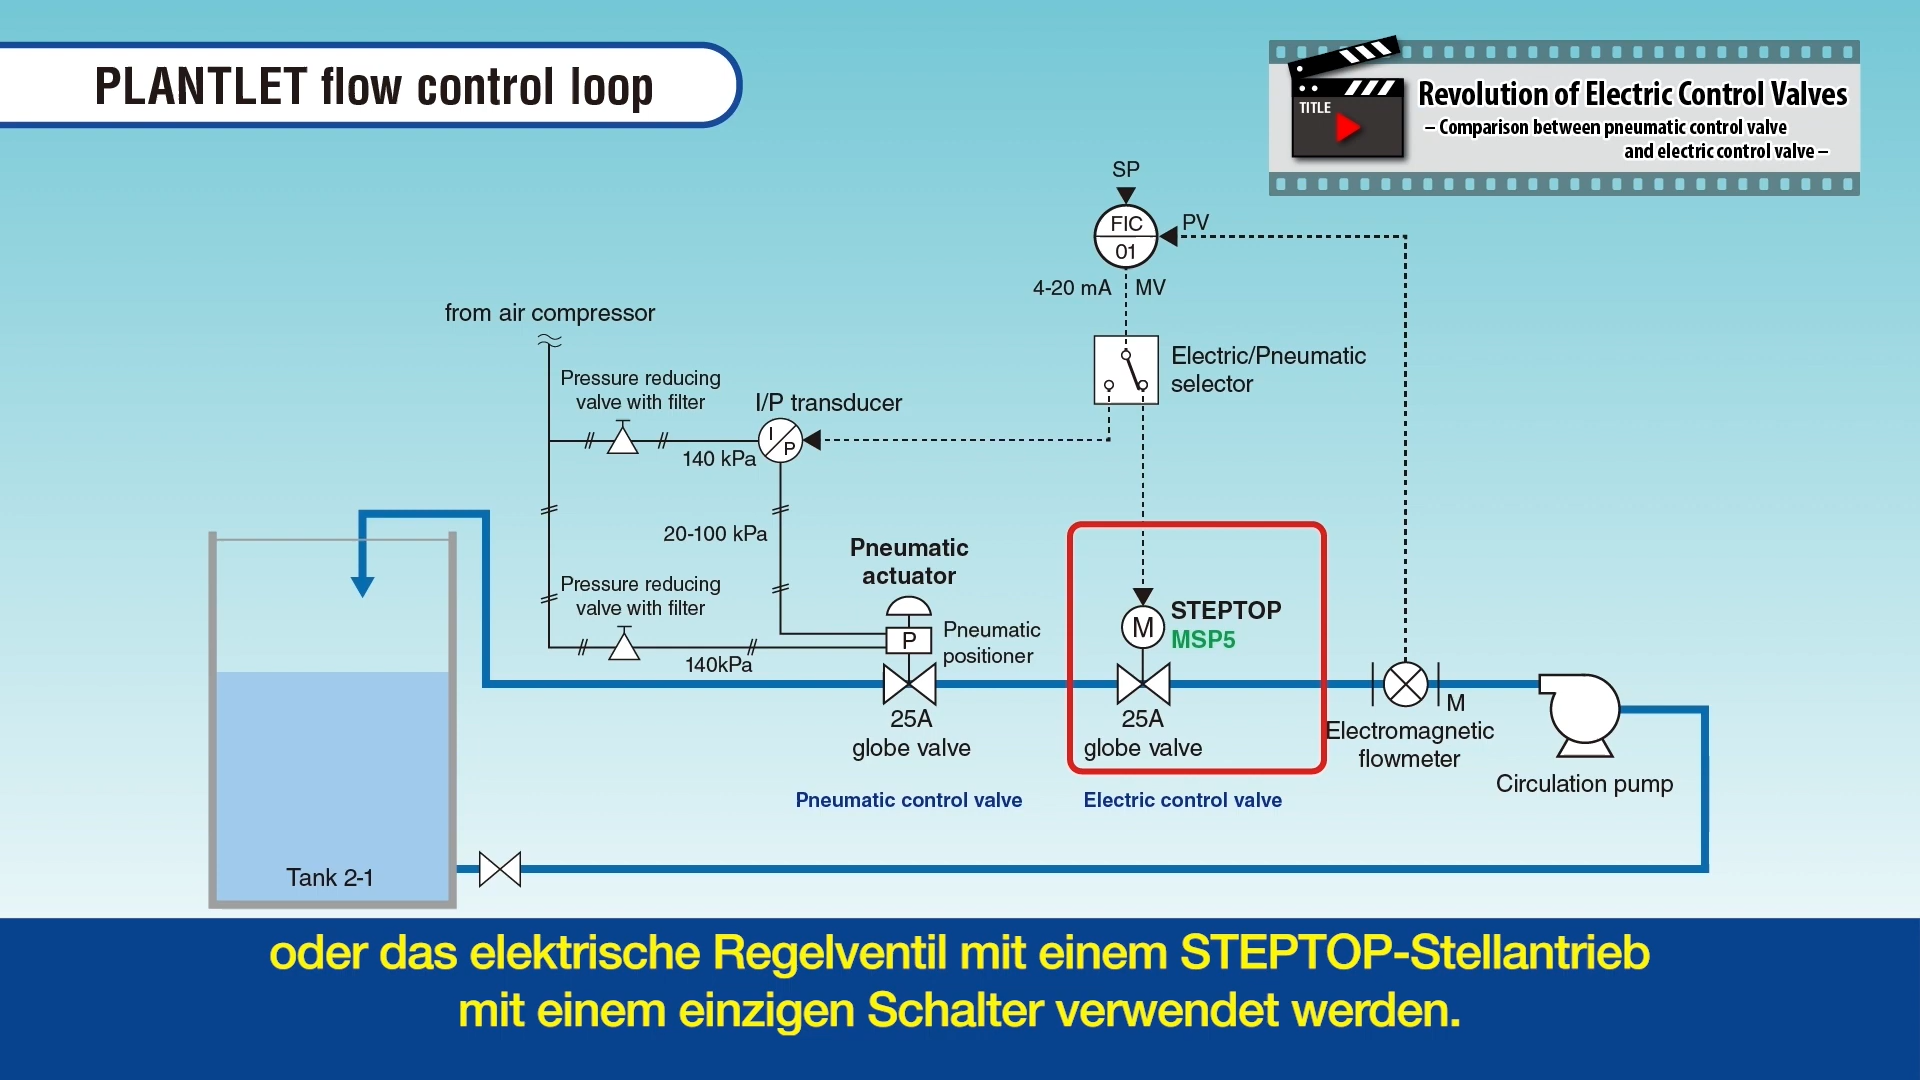 PLANTLET flow control loop
TITLE
Revolution of Electric Control Valves
– Comparison between pneumatic control valve
and electric control valve –
SP
FIC
01
PV
4-20 mA
MV
from air compressor
Electric/Pneumatic
selector
Pressure reducing
valve with filter
I/P transducer
I
P
140 kPa
20-100 kPa
Pneumatic
actuator
Pressure reducing
valve with filter
140kPa
P
Pneumatic
positioner
M
STEPTOP
MSP5
25A
globe valve
25A
globe valve
M
Electromagnetic
flowmeter
Circulation pump
Pneumatic control valve
Electric control valve
Tank 2-1
oder das elektrische Regelventil mit einem STEPTOP-Stellantrieb
mit einem einzigen Schalter verwendet werden.